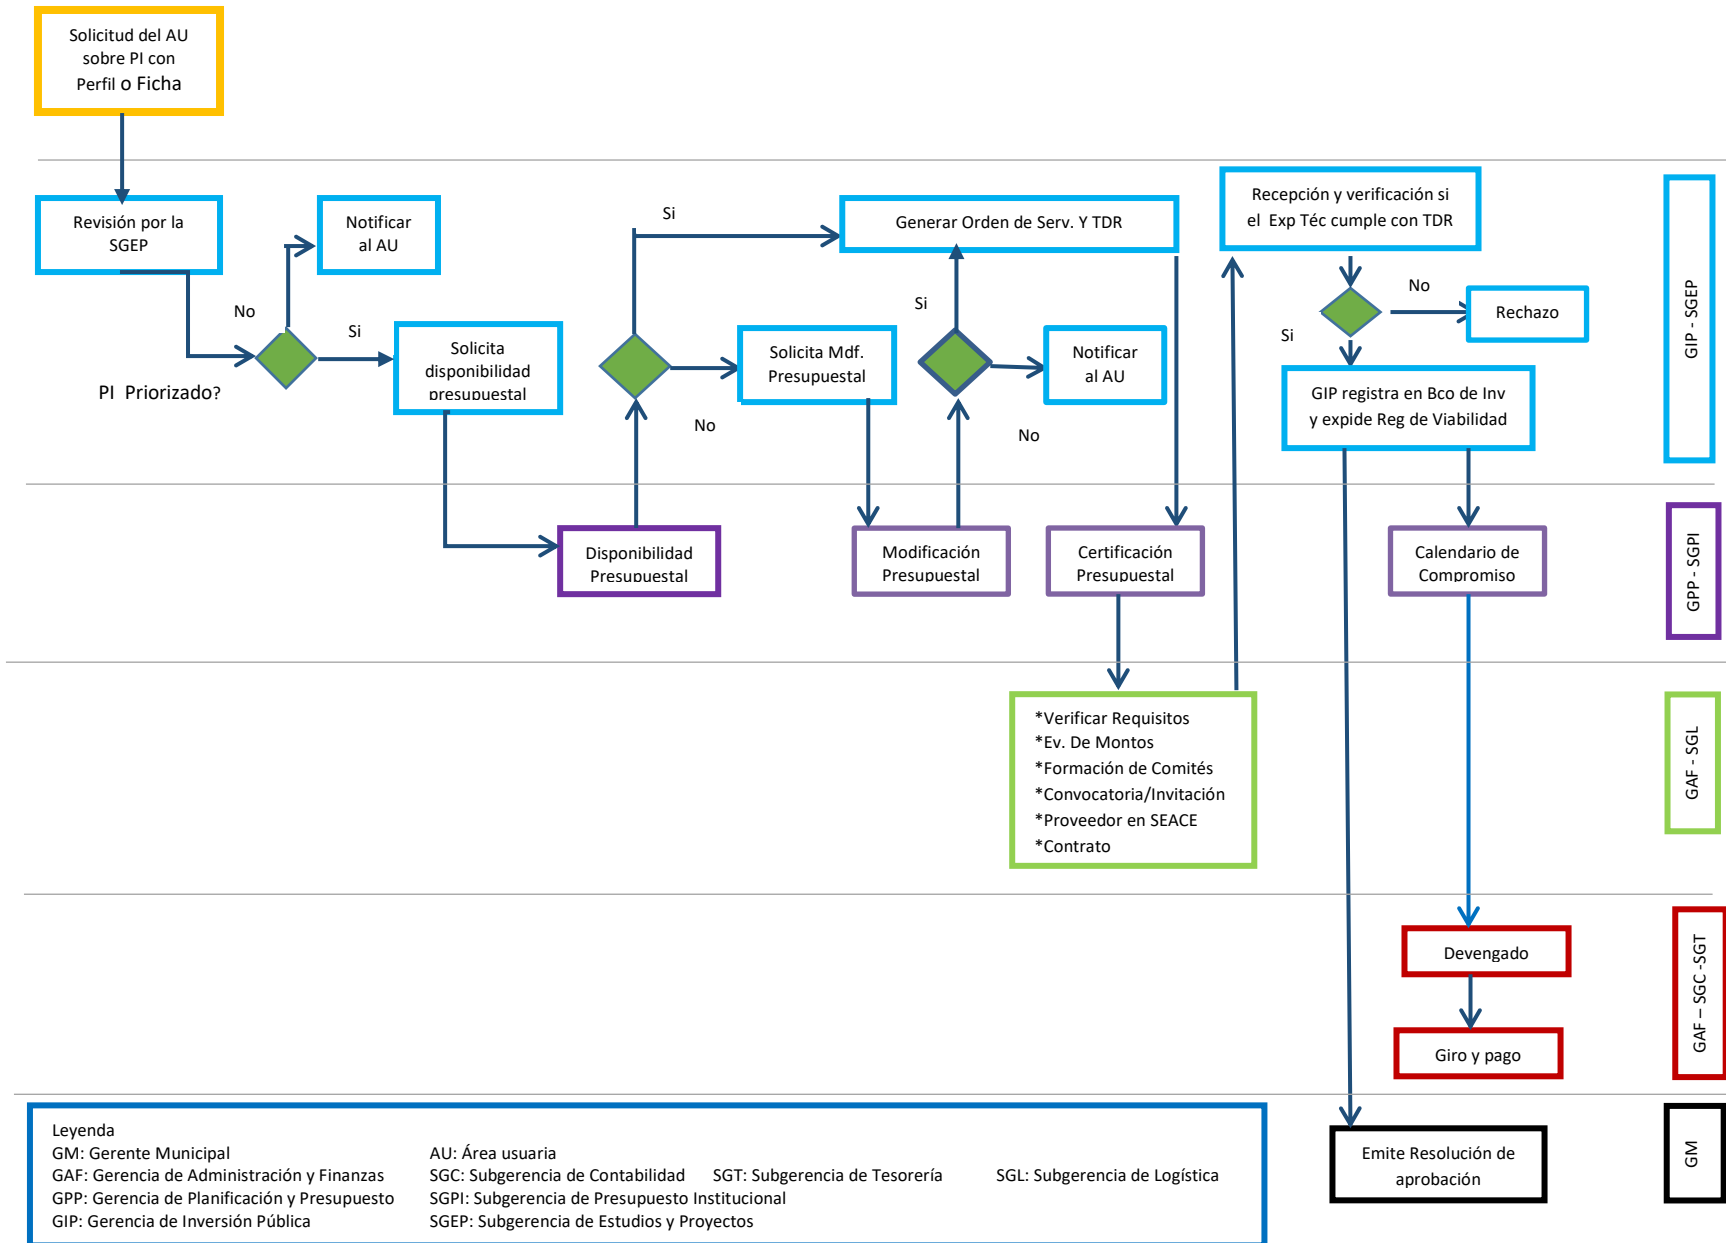 Solicitud del AU
sobre PI con
Perfil o Ficha
Revisión por la
SGEP
Notificar
al AU
No
Si
PI Priorizado?
Solicita
disponibilidad
presupuestal
Si
No
Solicita Mdf.
Presupuestal
Generar Orden de Serv. Y TDR
Si
No
Notificar
al AU
Recepción y verificación si
el Exp Téc cumple con TDR
No
Rechazo
Si
GIP registra en Bco de Inv
y expide Reg de Viabilidad
GIP - SGEP
Disponibilidad
Presupuestal
Modificación
Presupuestal
Certificación
Presupuestal
Calendario de
Compromiso
GPP - SGPI
*Verificar Requisitos
*Ev. De Montos
*Formación de Comités
*Convocatoria/Invitación
*Proveedor en SEACE
*Contrato
GAF - SGL
Devengado
Giro y pago
GAF – SGC -SGT
Emite Resolución de
aprobación
GM
Leyenda
GM: Gerente Municipal AU: Área usuaria
GAF: Gerencia de Administración y Finanzas SGC: Subgerencia de Contabilidad SGT: Subgerencia de Tesorería SGL: Subgerencia de Logística
GPP: Gerencia de Planificación y Presupuesto SGPI: Subgerencia de Presupuesto Institucional
GIP: Gerencia de Inversión Pública SGEP: Subgerencia de Estudios y Proyectos